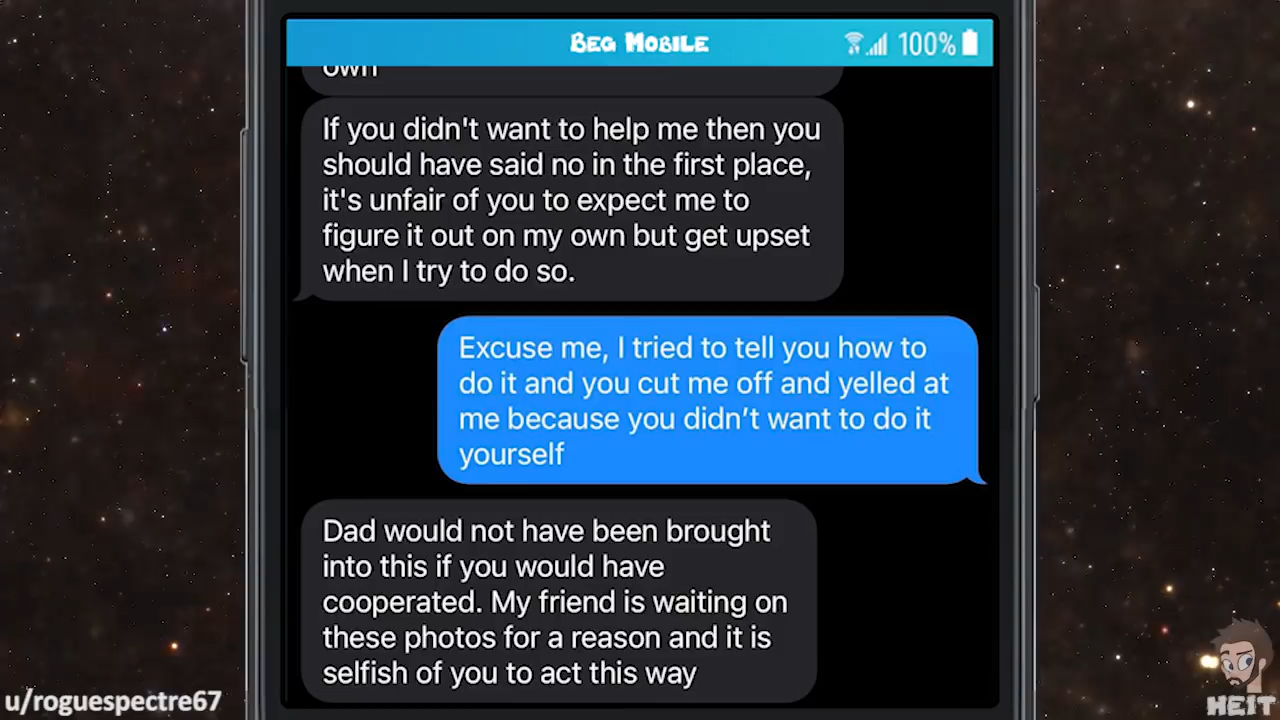 Beg Mobile
100%
own
If you didn't want to help me then you
should have said no in the first place,
it's unfair of you to expect me to
figure it out on my own but get upset
when I try to do so.
Excuse me, I tried to tell you how to
do it and you cut me off and yelled at
me because you didn’t want to do it
yourself
Dad would not have been brought
into this if you would have
cooperated. My friend is waiting on
these photos for a reason and it is
selfish of you to act this way
u/roguespectre67
HEIT